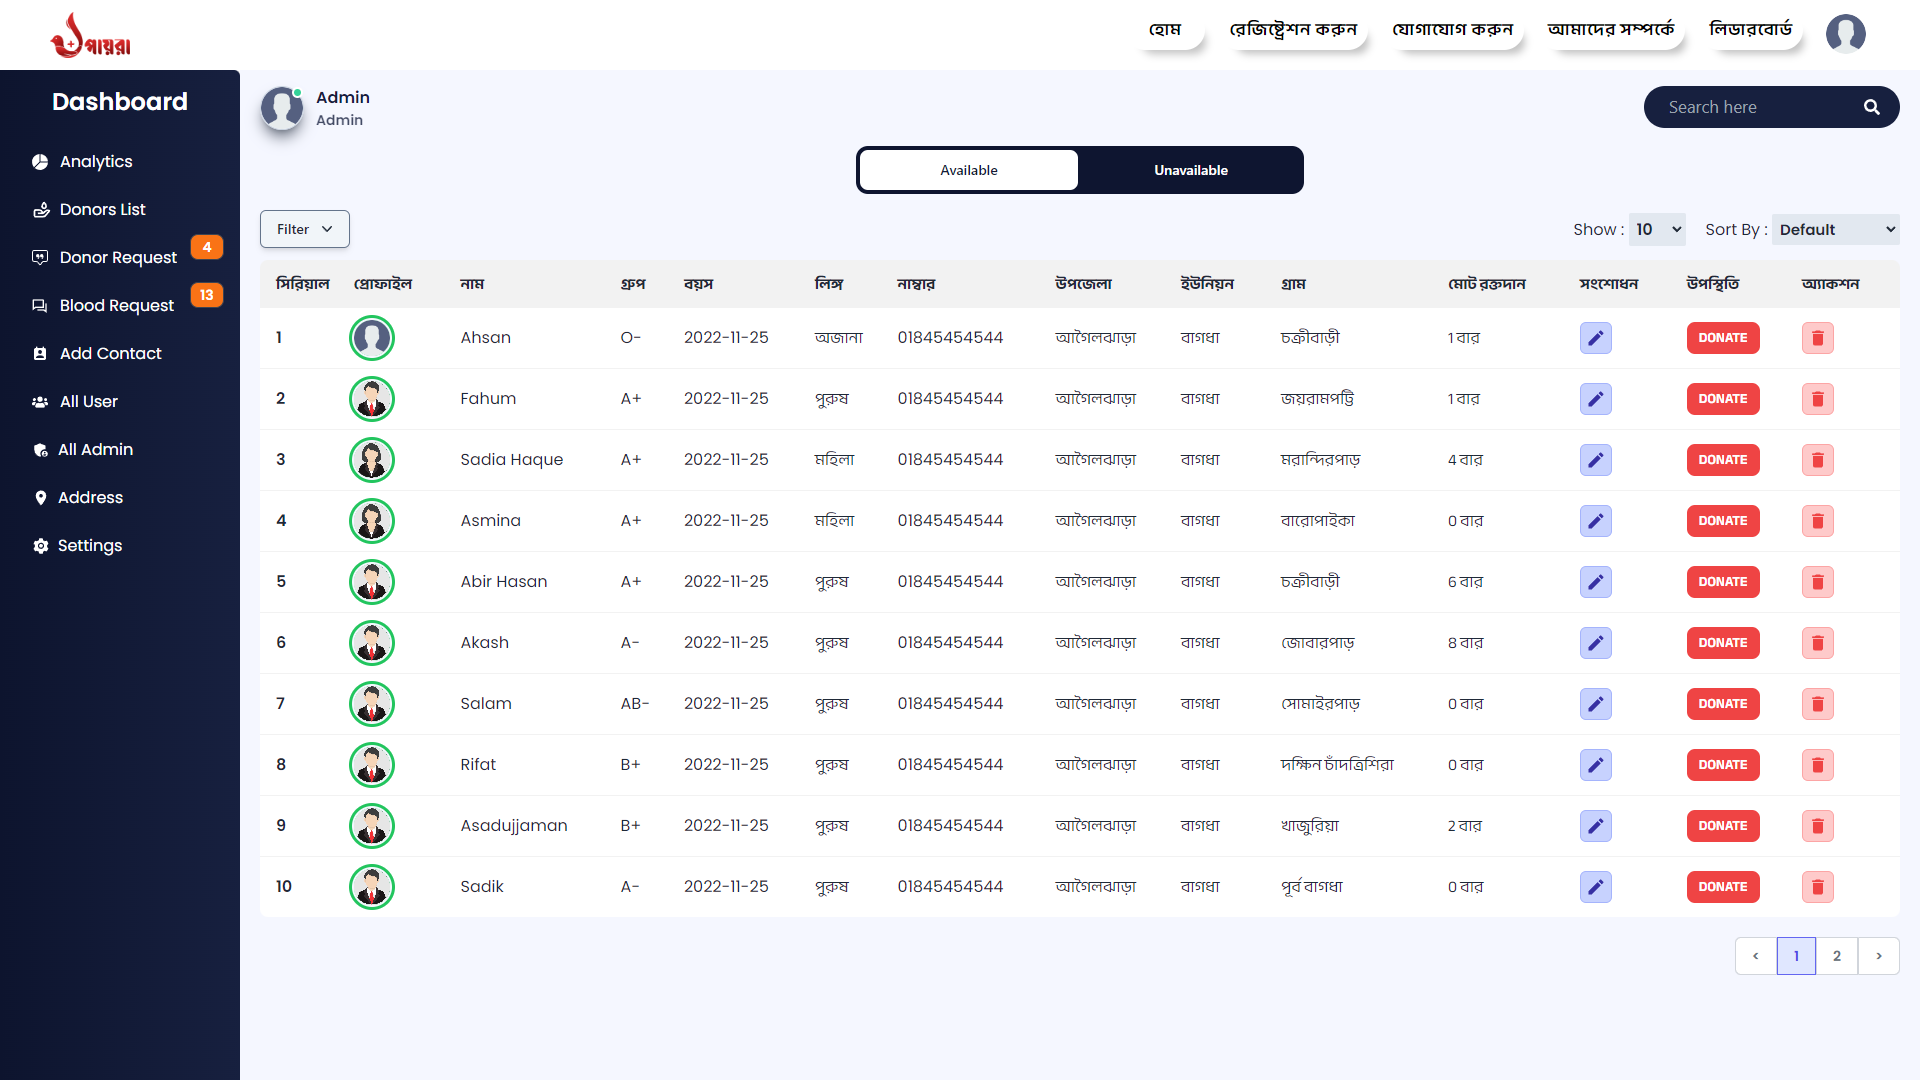 পায়রা
হোম রেজিষ্ট্রেশন করুন যোগাযোগ করুন আমাদের সম্পর্কে লিডারবোর্ড
Dashboard
Analytics
Donors List
Donor Request 4
Blood Request 13
Add Contact
All User
All Admin
Address
Settings
Admin
Admin
Search here
Available Unavailable
Filter
Show : 10 Sort By : Default
সিরিয়াল প্রোফাইল নাম গ্রুপ বয়স লিঙ্গ নাম্বার উপজেলা ইউনিয়ন গ্রাম মোট রক্তদান সংশোধন উপস্থিতি অ্যাকশন
1 Ahsan O- 2022-11-25 অজানা 01845454544 আগৈলঝাড়া বাগধা চক্রীবাড়ী 1 বার DONATE
2 Fahum A+ 2022-11-25 পুরুষ 01845454544 আগৈলঝাড়া বাগধা জয়রামপট্টি 1 বার DONATE
3 Sadia Haque A+ 2022-11-25 মহিলা 01845454544 আগৈলঝাড়া বাগধা মরান্দিরপাড় 4 বার DONATE
4 Asmina A+ 2022-11-25 মহিলা 01845454544 আগৈলঝাড়া বাগধা বারোপাইকা 0 বার DONATE
5 Abir Hasan A+ 2022-11-25 পুরুষ 01845454544 আগৈলঝাড়া বাগধা চক্রীবাড়ী 6 বার DONATE
6 Akash A- 2022-11-25 পুরুষ 01845454544 আগৈলঝাড়া বাগধা জোবারপাড় 8 বার DONATE
7 Salam AB- 2022-11-25 পুরুষ 01845454544 আগৈলঝাড়া বাগধা সোমাইরপাড় 0 বার DONATE
8 Rifat B+ 2022-11-25 পুরুষ 01845454544 আগৈলঝাড়া বাগধা দক্ষিন চাঁদত্রিশিরা 0 বার DONATE
9 Asadujjaman B+ 2022-11-25 পুরুষ 01845454544 আগৈলঝাড়া বাগধা খাজুরিয়া 2 বার DONATE
10 Sadik A- 2022-11-25 পুরুষ 01845454544 আগৈলঝাড়া বাগধা পূর্ব বাগধা 0 বার DONATE
‹ 1 2 ›